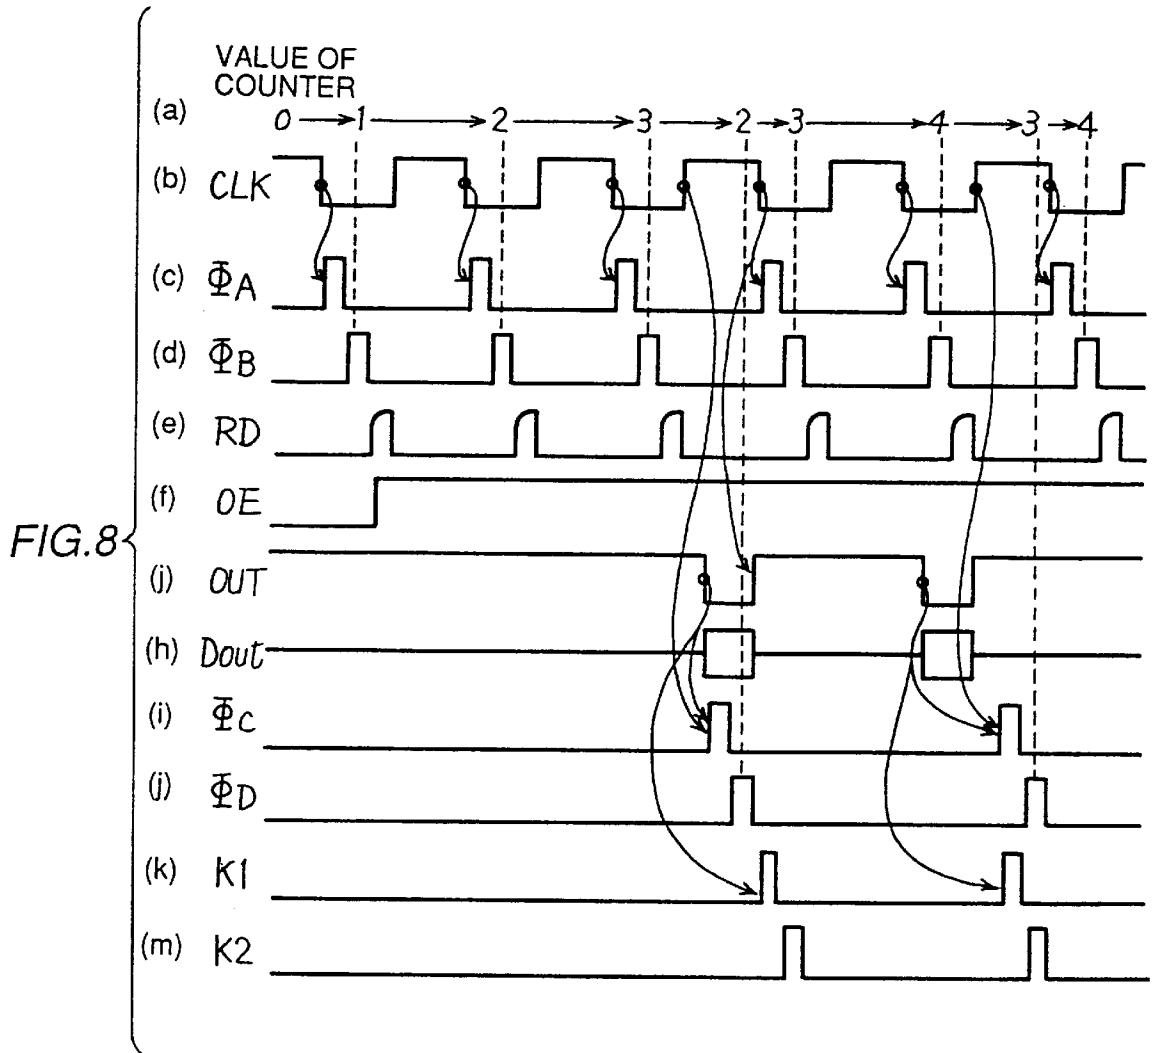 VALUE OF
COUNTER
(a) 0 → 1 → 2 → 3 → 2 → 3 → 4 → 3 → 4
(b) CLK
(c) ΦA
(d) ΦB
(e) RD
(f) OE
FIG.8
(j) OUT
(h) Dout
(i) ΦC
(j) ΦD
(k) K1
(m) K2